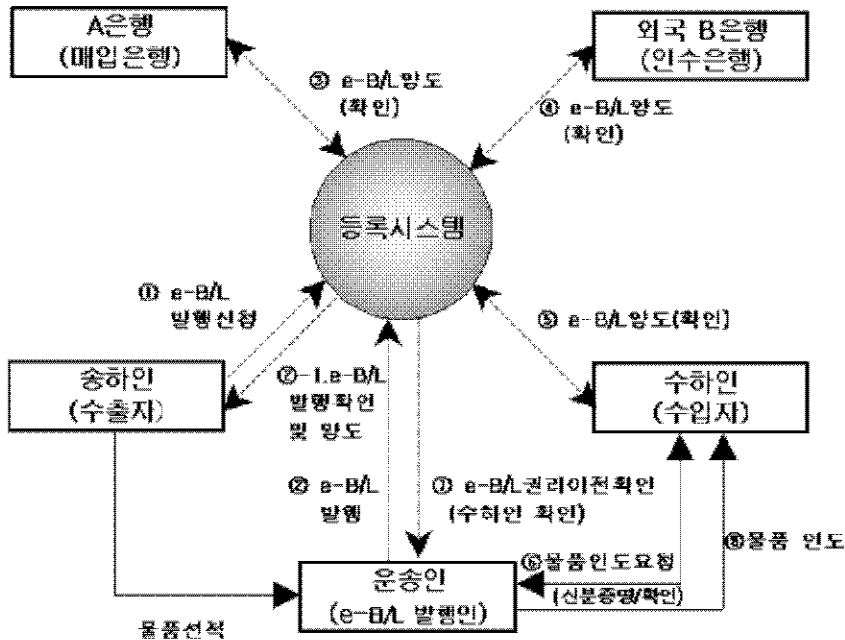 A은행
(매입은행)
외국 B은행
(인수은행)
③ e-B/L양도
(확인)
④ e-B/L양도
(확인)
등록시스템
① e-B/L
발행신청
⑤ e-B/L양도(확인)
송하인
(수출자)
②-1.e-B/L
발행확인
및 양도
수하인
(수입자)
② e-B/L
발행
⑦ e-B/L권리이전확인
(수하인 확인)
⑧물품 인도
⑥물품인도요청
(신분증명/확인)
운송인
(e-B/L 발행인)
물품선적